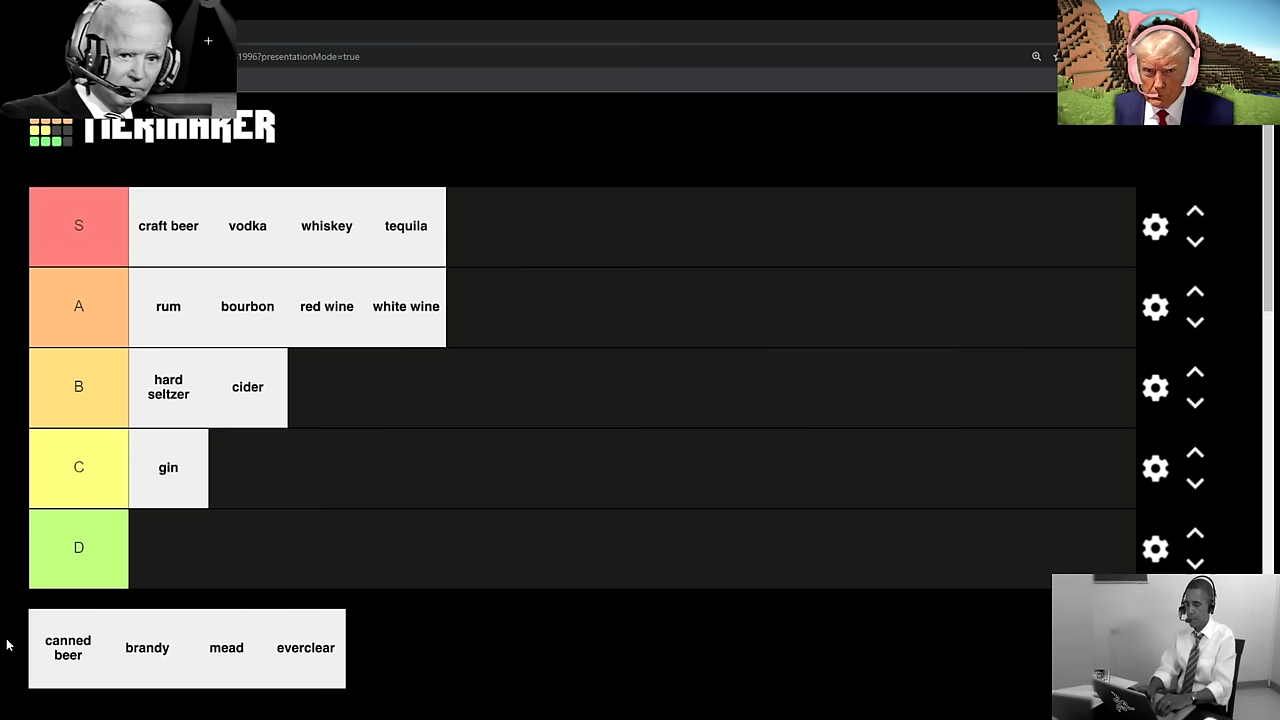 1996?presentationMode=true
TIERMAKER
S
craft beer
vodka
whiskey
tequila
A
rum
bourbon
red wine
white wine
B
hard
seltzer
cider
C
gin
D
canned
beer
brandy
mead
everclear